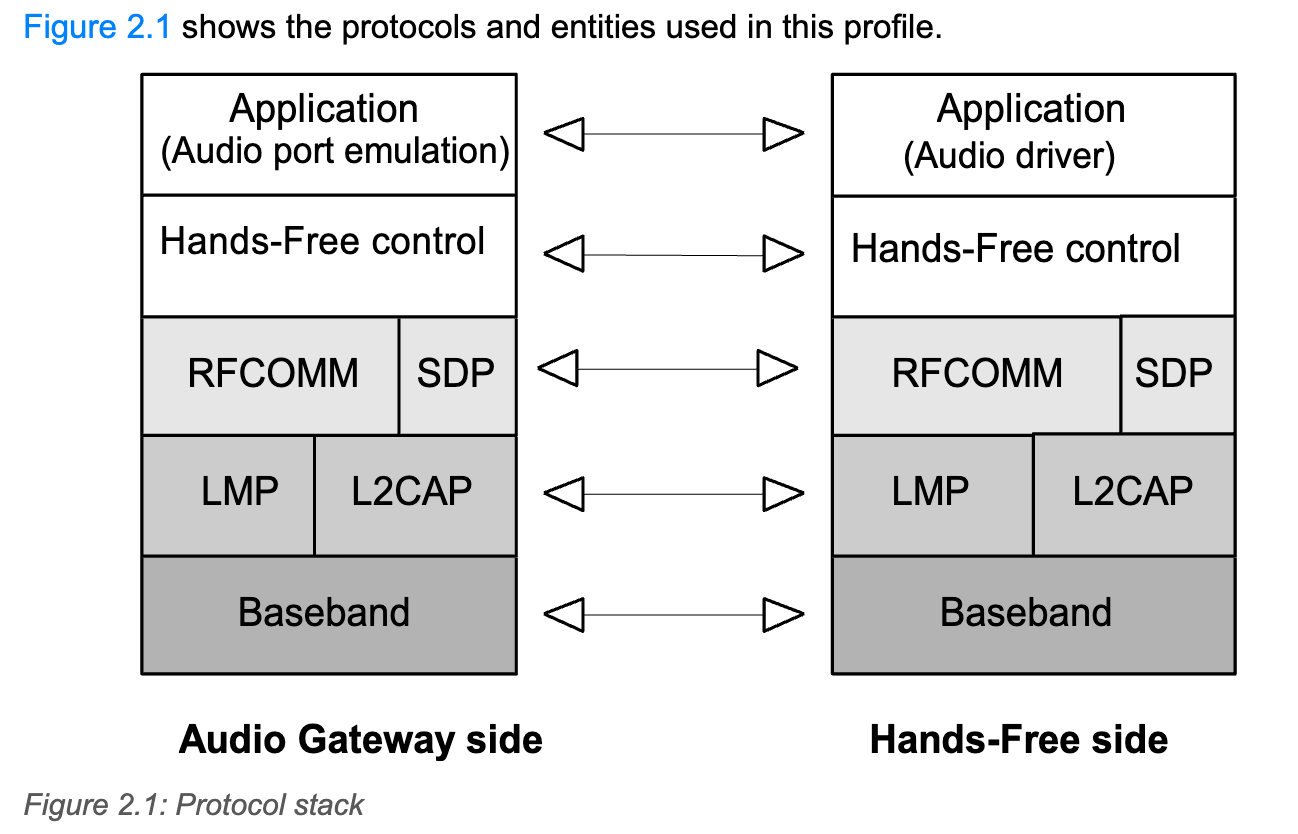 Figure 2.1 shows the protocols and entities used in this profile.
Application
(Audio port emulation)
Hands-Free control
RFCOMM
SDP
LMP
L2CAP
Baseband
Audio Gateway side
Application
(Audio driver)
Hands-Free control
RFCOMM
SDP
LMP
L2CAP
Baseband
Hands-Free side
Figure 2.1: Protocol stack